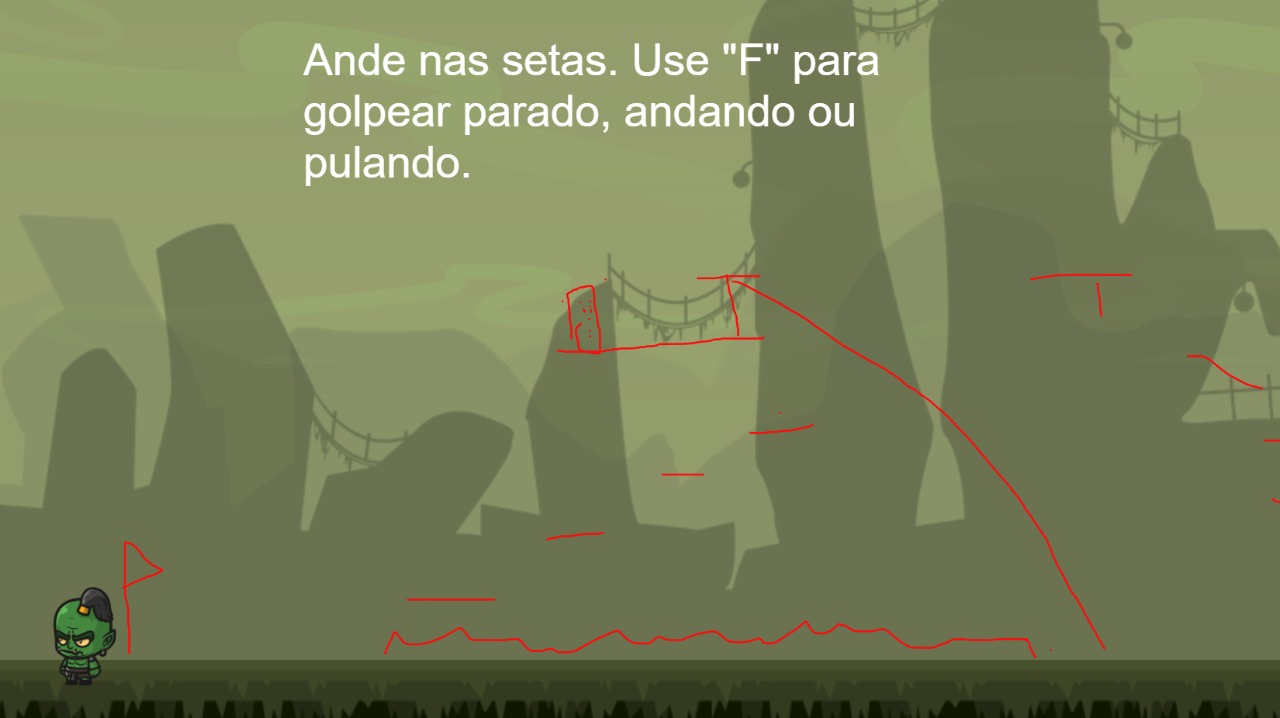 Ande nas setas. Use "F" para
golpear parado, andando ou
pulando.